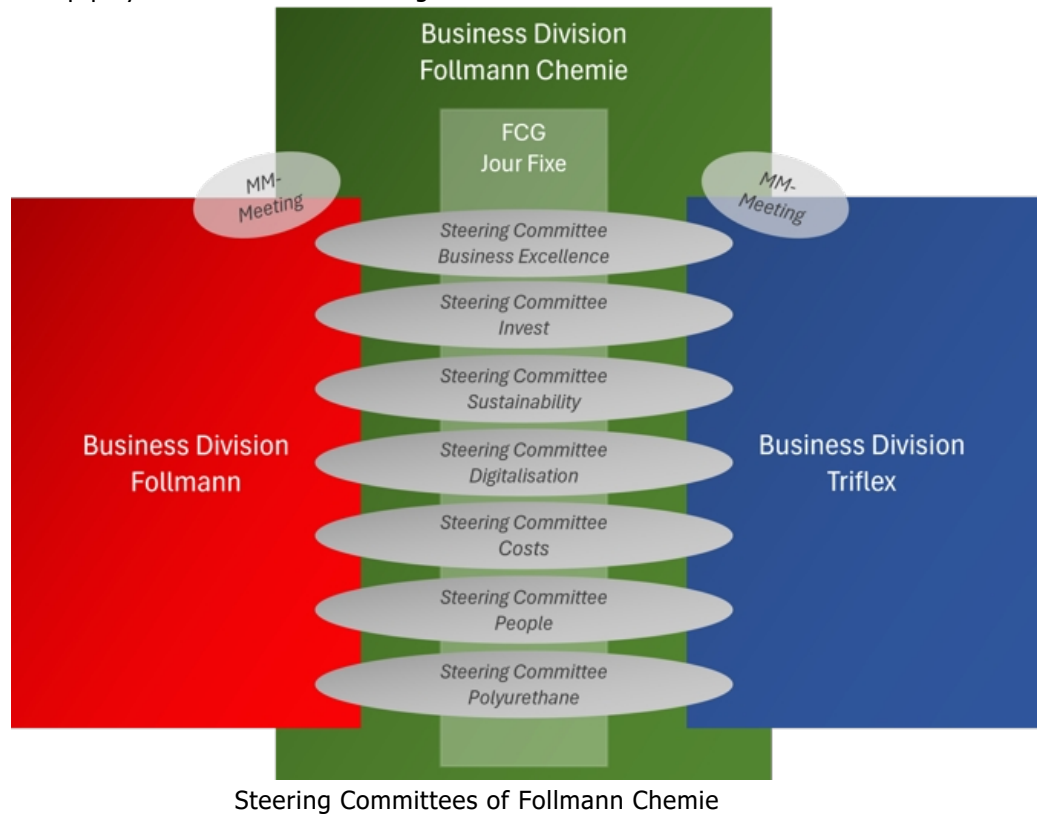 Business Division
Follmann Chemie
FCG
Jour Fixe
MM-
Meeting
MM-
Meeting
Steering Committee
Business Excellence
Steering Committee
Invest
Steering Committee
Sustainability
Business Division
Follmann
Steering Committee
Digitalisation
Business Division
Triflex
Steering Committee
Costs
Steering Committee
People
Steering Committee
Polyurethane
Steering Committees of Follmann Chemie